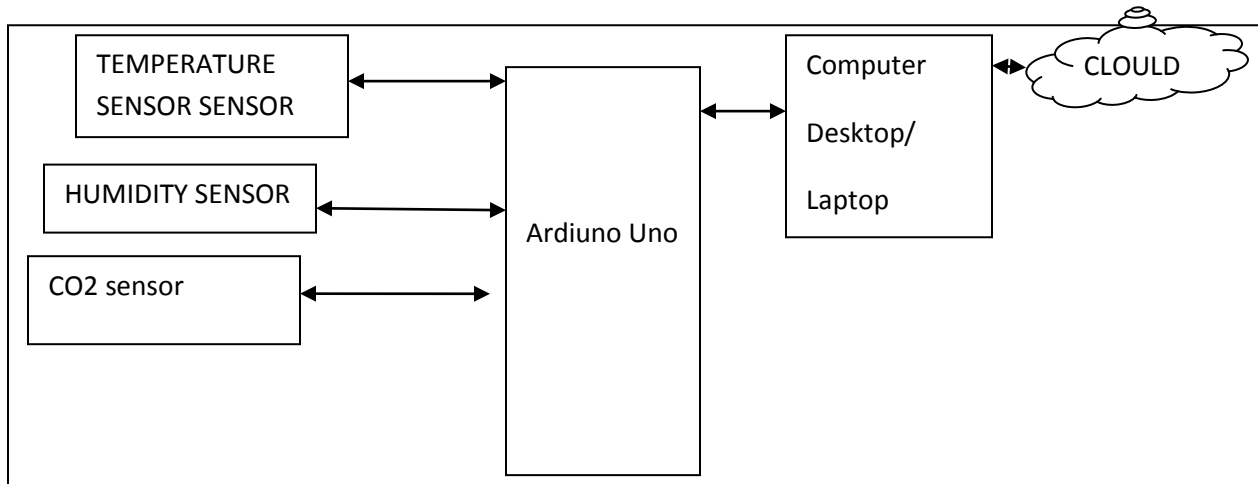 TEMPERATURE
SENSOR SENSOR
HUMIDITY SENSOR
CO2 sensor
Ardiuno Uno
Computer
Desktop/
Laptop
CLOULD